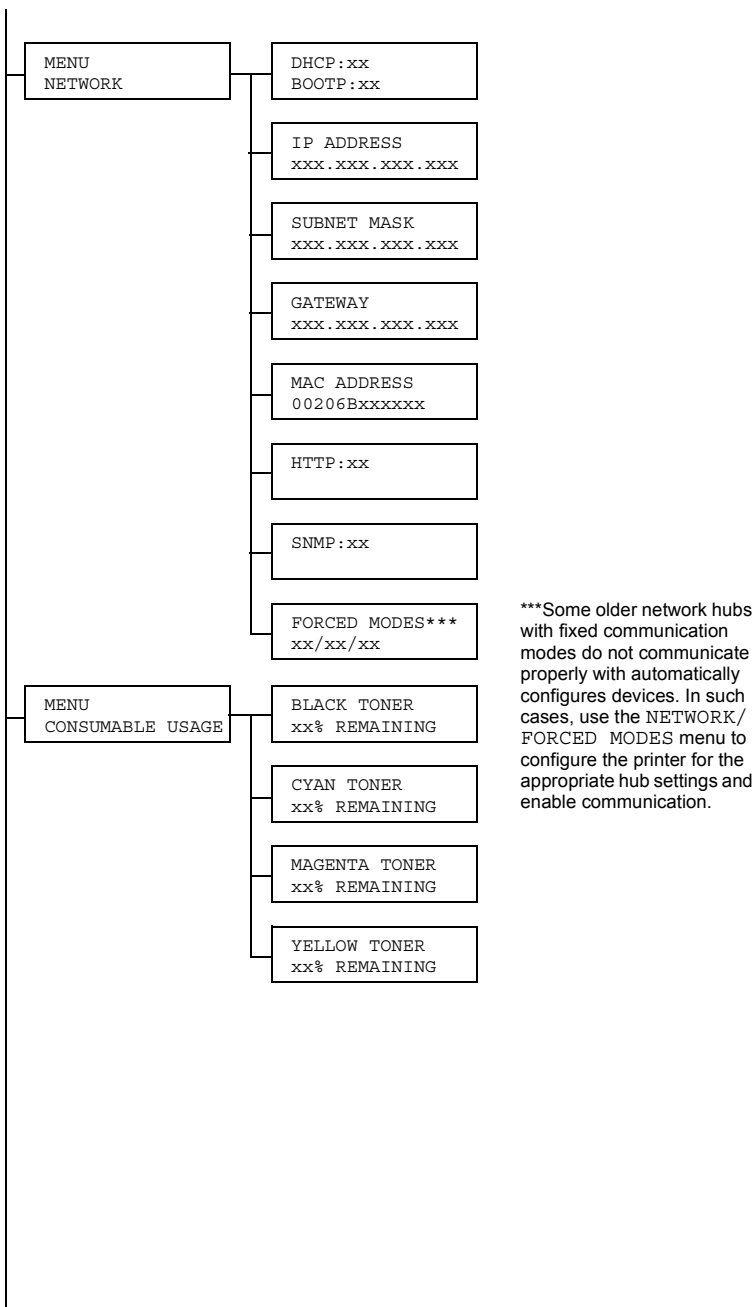 MENU
NETWORK
DHCP:xx
BOOTP:xx
IP ADDRESS
xxx.xxx.xxx.xxx
SUBNET MASK
xxx.xxx.xxx.xxx
GATEWAY
xxx.xxx.xxx.xxx
MAC ADDRESS
00206Bxxxxxx
HTTP:xx
SNMP:xx
FORCED MODES***
xx/xx/xx
***Some older network hubs
with fixed communication
modes do not communicate
properly with automatically
configures devices. In such
cases, use the NETWORK/
FORCED MODES menu to
configure the printer for the
appropriate hub settings and
enable communication.
MENU
CONSUMABLE USAGE
BLACK TONER
xx% REMAINING
CYAN TONER
xx% REMAINING
MAGENTA TONER
xx% REMAINING
YELLOW TONER
xx% REMAINING